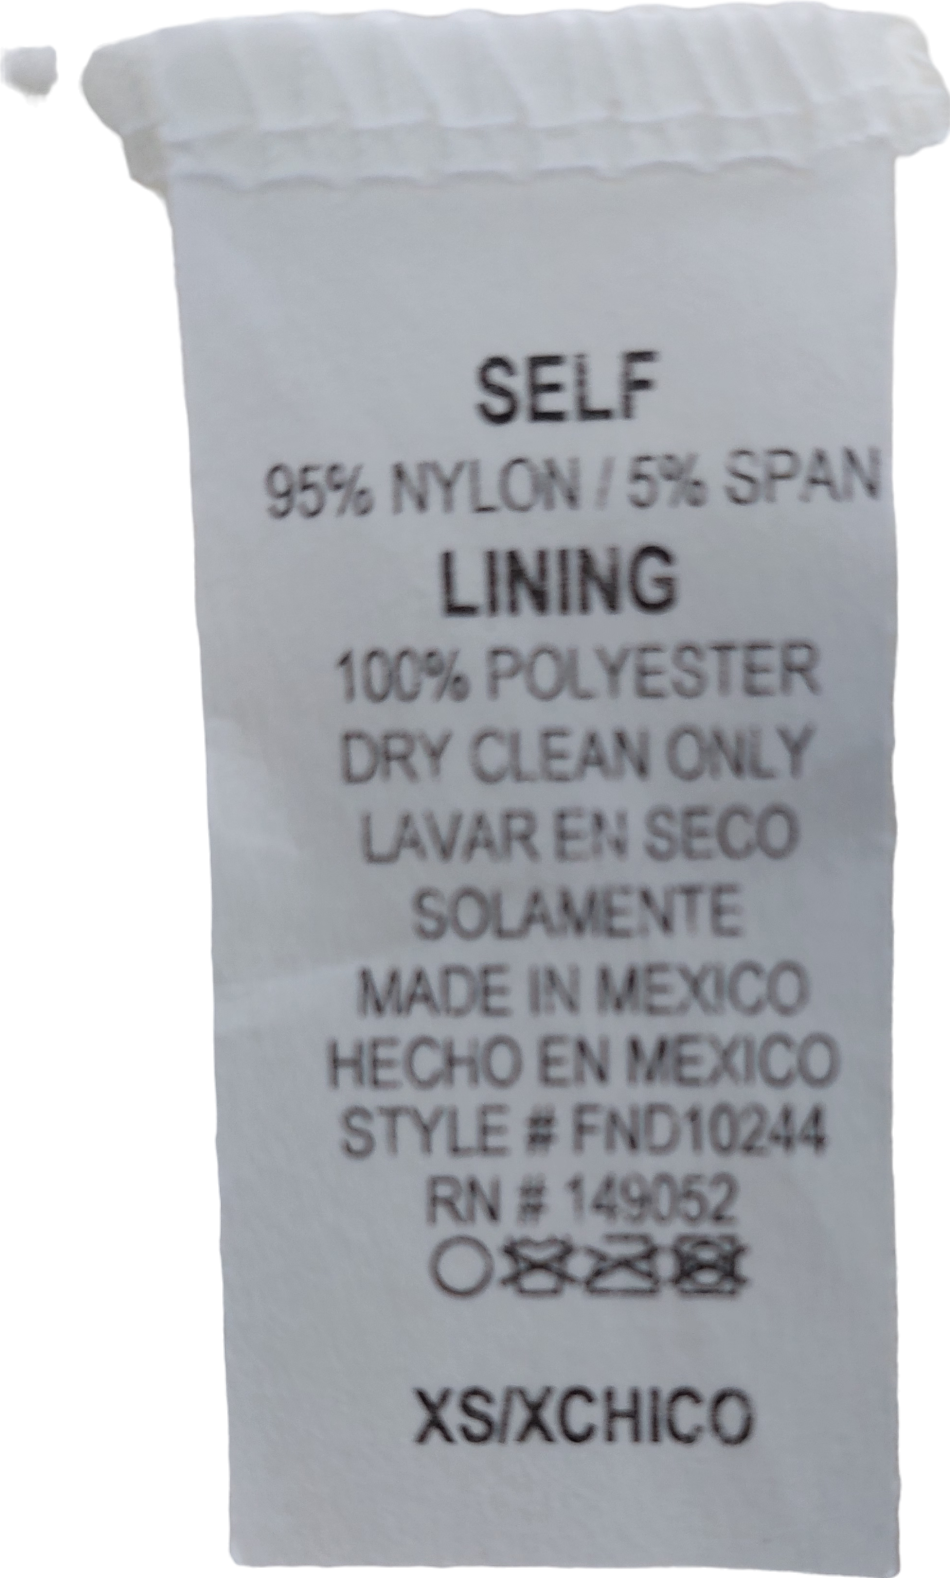 SELF
95% NYLON / 5% SPAN
LINING
100% POLYESTER
DRY CLEAN ONLY
LAVAR EN SECO
SOLAMENTE
MADE IN MEXICO
HECHO EN MEXICO
STYLE # FND10244
RN # 149052
XS/XCHICO